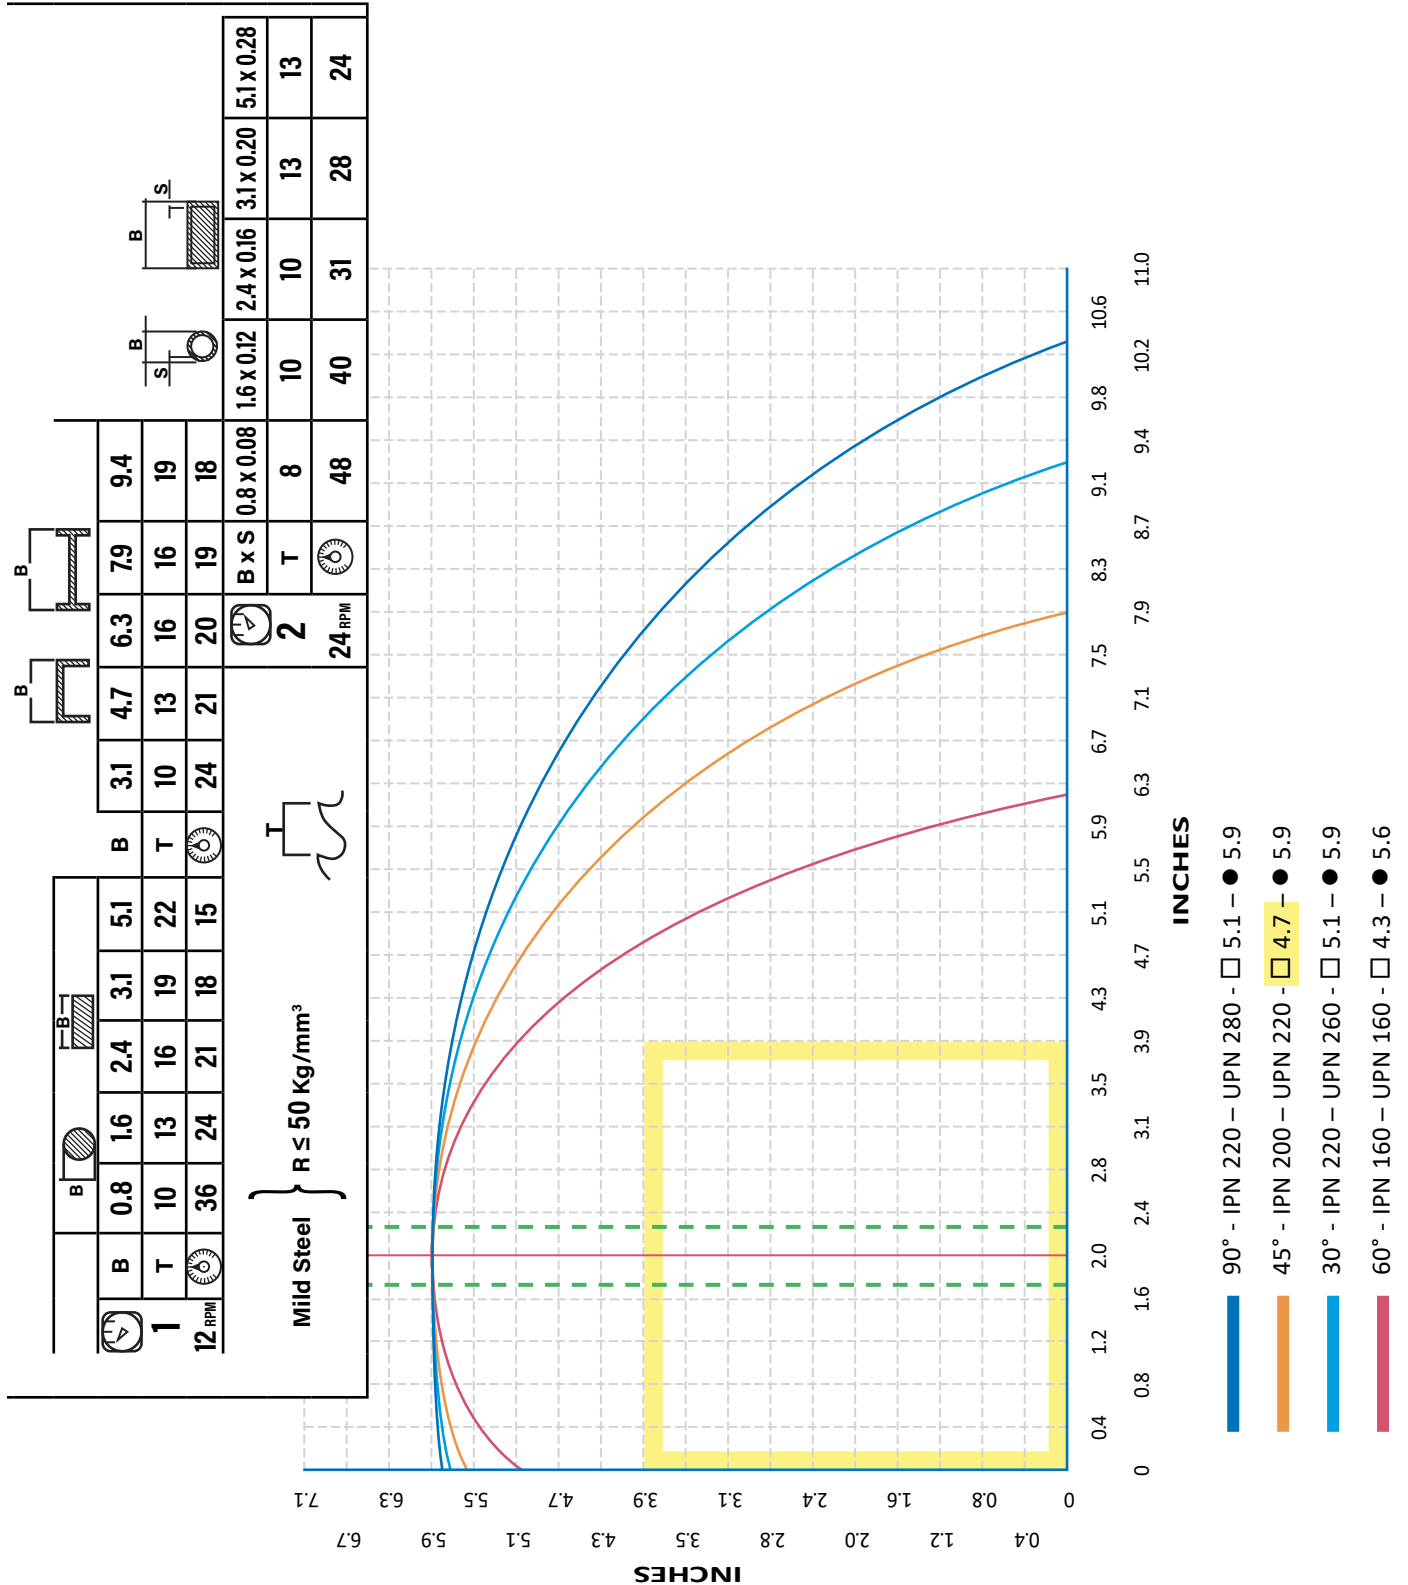 B
B
B 0.8 1.6 2.4 3.1 5.1
1 T 10 13 16 19 22
12 RPM 36 24 21 18 15
B
B
B 3.1 4.7 6.3 7.9 9.4
T 10 13 16 16 19
24 21 20 19 18
Mild Steel { R ≤ 50 Kg/mm³
T
S
B
B
S
B x S 0.8 x 0.08 1.6 x 0.12 2.4 x 0.16 3.1 x 0.20 5.1 x 0.28
2 T 8 10 10 13 13
24 RPM 48 40 31 28 24
INCHES
7.1
6.7
6.3
5.9
5.5
5.1
4.7
4.3
3.9
3.5
3.1
2.8
2.4
2.0
1.6
1.2
0.8
0.4
0
0 0.4 0.8 1.2 1.6 2.0 2.4 2.8 3.1 3.5 3.9 4.3 4.7 5.1 5.5 5.9 6.3 6.7 7.1 7.5 7.9 8.3 8.7 9.1 9.4 9.8 10.2 10.6 11.0
INCHES
90° - IPN 220 – UPN 280 - □ 5.1 – ● 5.9
45° - IPN 200 – UPN 220 - □ 4.7 – ● 5.9
30° - IPN 220 – UPN 260 - □ 5.1 – ● 5.9
60° - IPN 160 – UPN 160 - □ 4.3 – ● 5.6